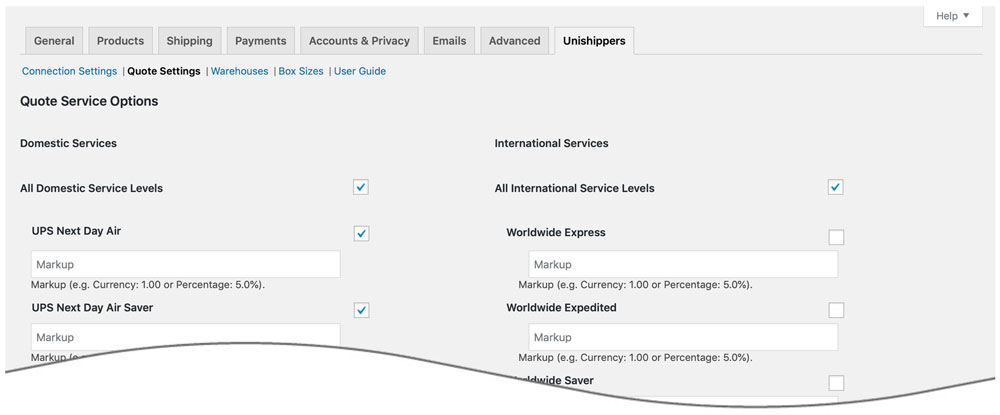 Help ▼
General Products Shipping Payments Accounts & Privacy Emails Advanced Unishippers
Connection Settings | Quote Settings | Warehouses | Box Sizes | User Guide
Quote Service Options
Domestic Services International Services
All Domestic Service Levels All International Service Levels
UPS Next Day Air Worldwide Express
Markup Markup
Markup (e.g. Currency: 1.00 or Percentage: 5.0%). Markup (e.g. Currency: 1.00 or Percentage: 5.0%).
UPS Next Day Air Saver Worldwide Expedited
Markup Markup
Markup Markup (e.g. Currency: 1.00 or Percentage: 5.0%).
Saver